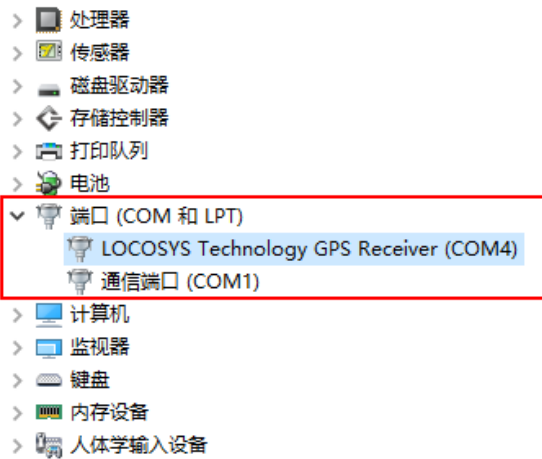 处理器
传感器
磁盘驱动器
存储控制器
打印队列
电池
端口 (COM 和 LPT)
LOCOSYS Technology GPS Receiver (COM4)
通信端口 (COM1)
计算机
监视器
键盘
内存设备
人体学输入设备